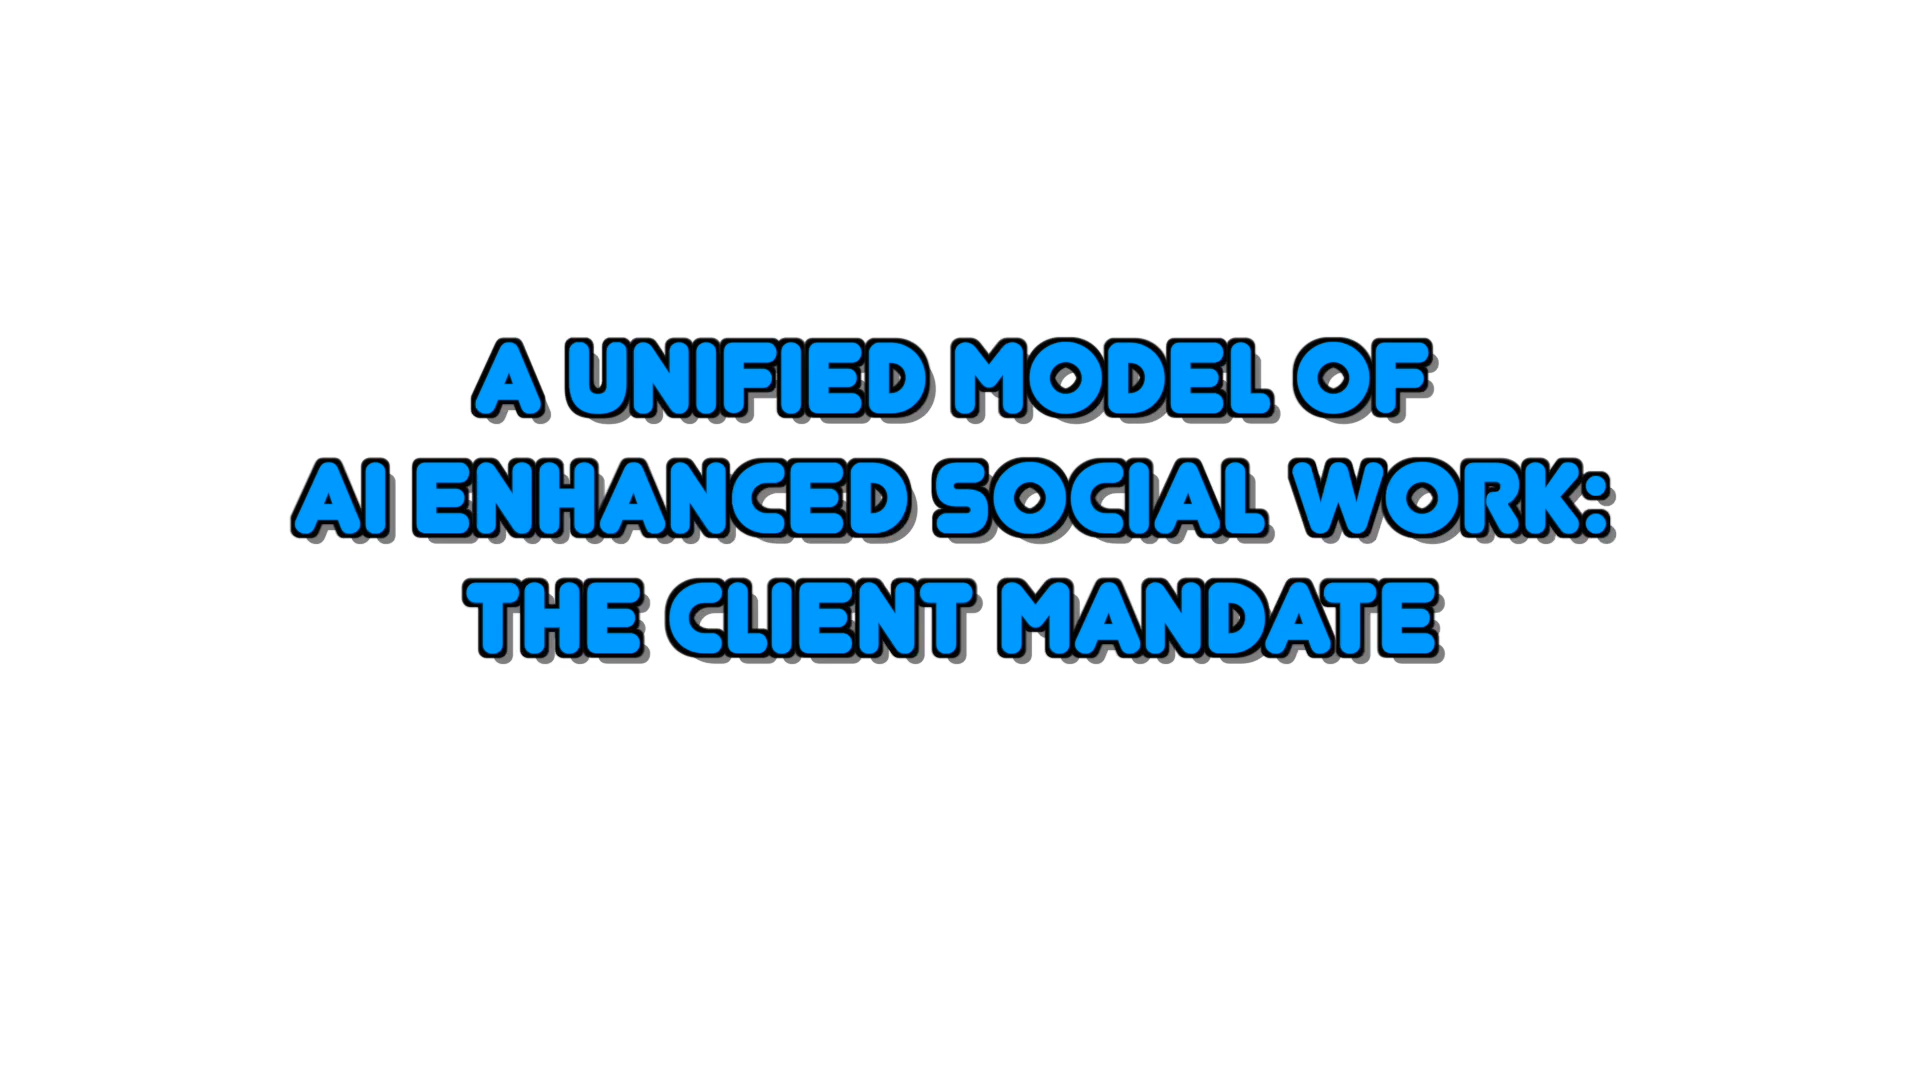 A UNIFIED MODEL OF
AI ENHANCED SOCIAL WORK:
THE CLIENT MANDATE